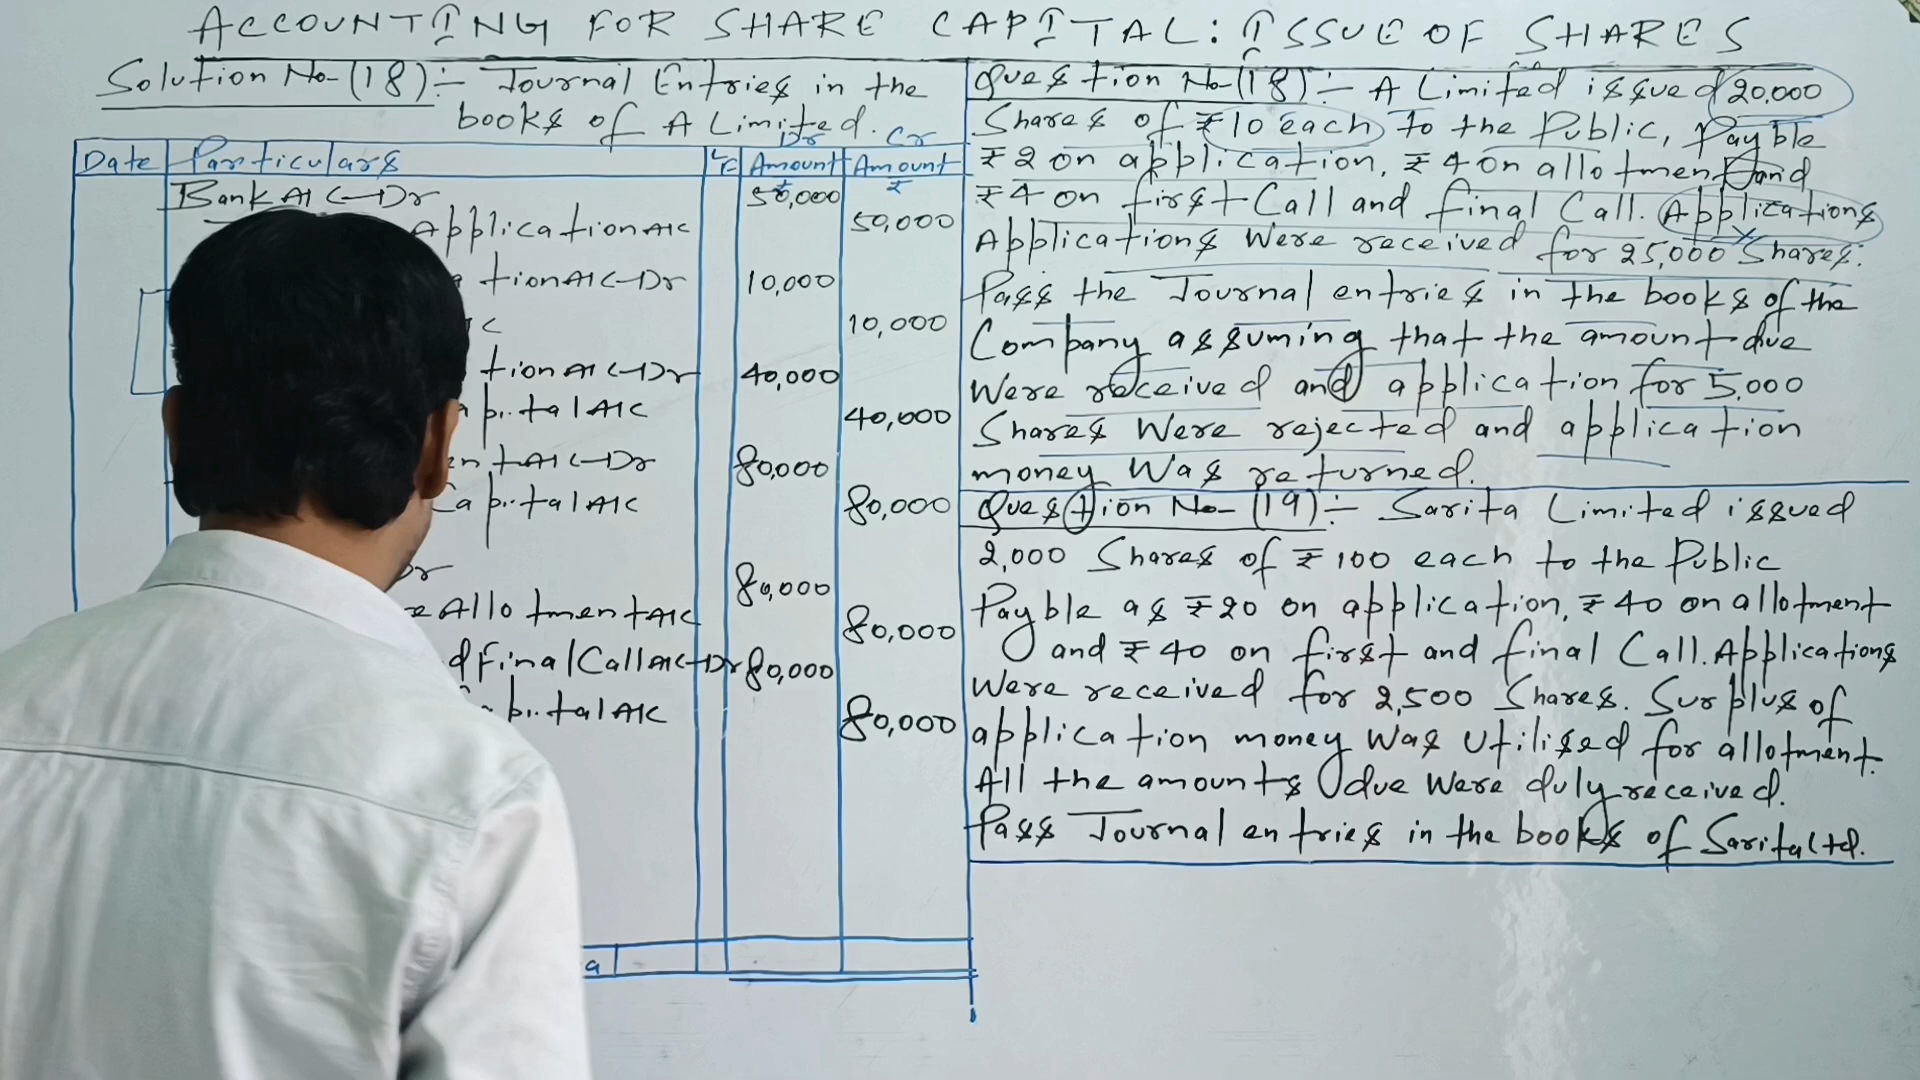 ACCOUNTING FOR SHARE CAPITAL: ISSUE OF SHARES
Solution No-(18):- Journal Entries in the
books of A Limited.
Date Particulars LF Dr Amount ₹ Cr Amount ₹
Bank A/C-Dr 50,000
Application A/C 50,000
tion A/C-Dr 10,000
C 10,000
tion A/C-Dr 40,000
apital A/C 40,000
ent A/C-Dr 80,000
Capital A/C 80,000
Dr 80,000
e Allotment A/C 80,000
d Final Call A/C-Dr 80,000
apital A/C 80,000
a
Question No-(18):- A Limited issued 20,000
Shares of ₹10 each to the Public, Payble
₹2 on application, ₹4 on allotment and
₹4 on first Call and final Call. Applications
Applications were received for 25,000 Shares.
Pass the Journal entries in the books of the
Company assuming that the amount due
Were received and application for 5,000
Shares Were rejected and application
money Was returned.
Question No-(19):- Sarita Limited issued
2,000 Shares of ₹100 each to the Public
Payble as ₹20 on application, ₹40 on allotment
and ₹40 on first and final Call. Applications
Were received for 2,500 Shares. Surplus of
application money Was Utilised for allotment.
All the amounts due Were duly received.
Pass Journal entries in the books of Sarita Ltd.